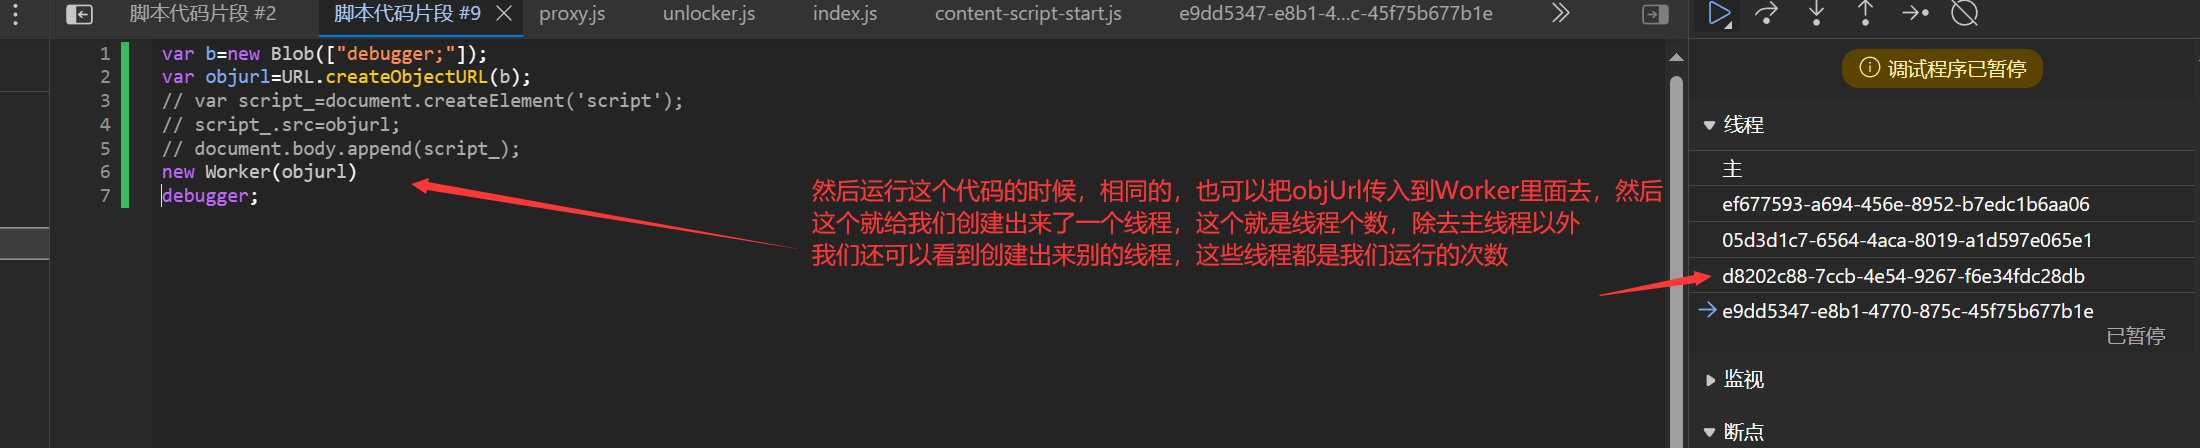 脚本代码片段 #2
脚本代码片段 #9
proxy.js
unlocker.js
index.js
content-script-start.js
e9dd5347-e8b1-4...c-45f75b677b1e
1 var b=new Blob(["debugger;"]);
2 var objurl=URL.createObjectURL(b);
3 // var script_=document.createElement('script');
4 // script_.src=objurl;
5 // document.body.append(script_);
6 new Worker(objurl)
7 debugger;
然后运行这个代码的时候，相同的，也可以把objUrl传入到Worker里面去，然后
这个就给我们创建出来了一个线程，这个就是线程个数，除去主线程以外
我们还可以看到创建出来别的线程，这些线程都是我们运行的次数
调试程序已暂停
线程
主
ef677593-a694-456e-8952-b7edc1b6aa06
05d3d1c7-6564-4aca-8019-a1d597e065e1
d8202c88-7ccb-4e54-9267-f6e34fdc28db
e9dd5347-e8b1-4770-875c-45f75b677b1e
已暂停
监视
断点